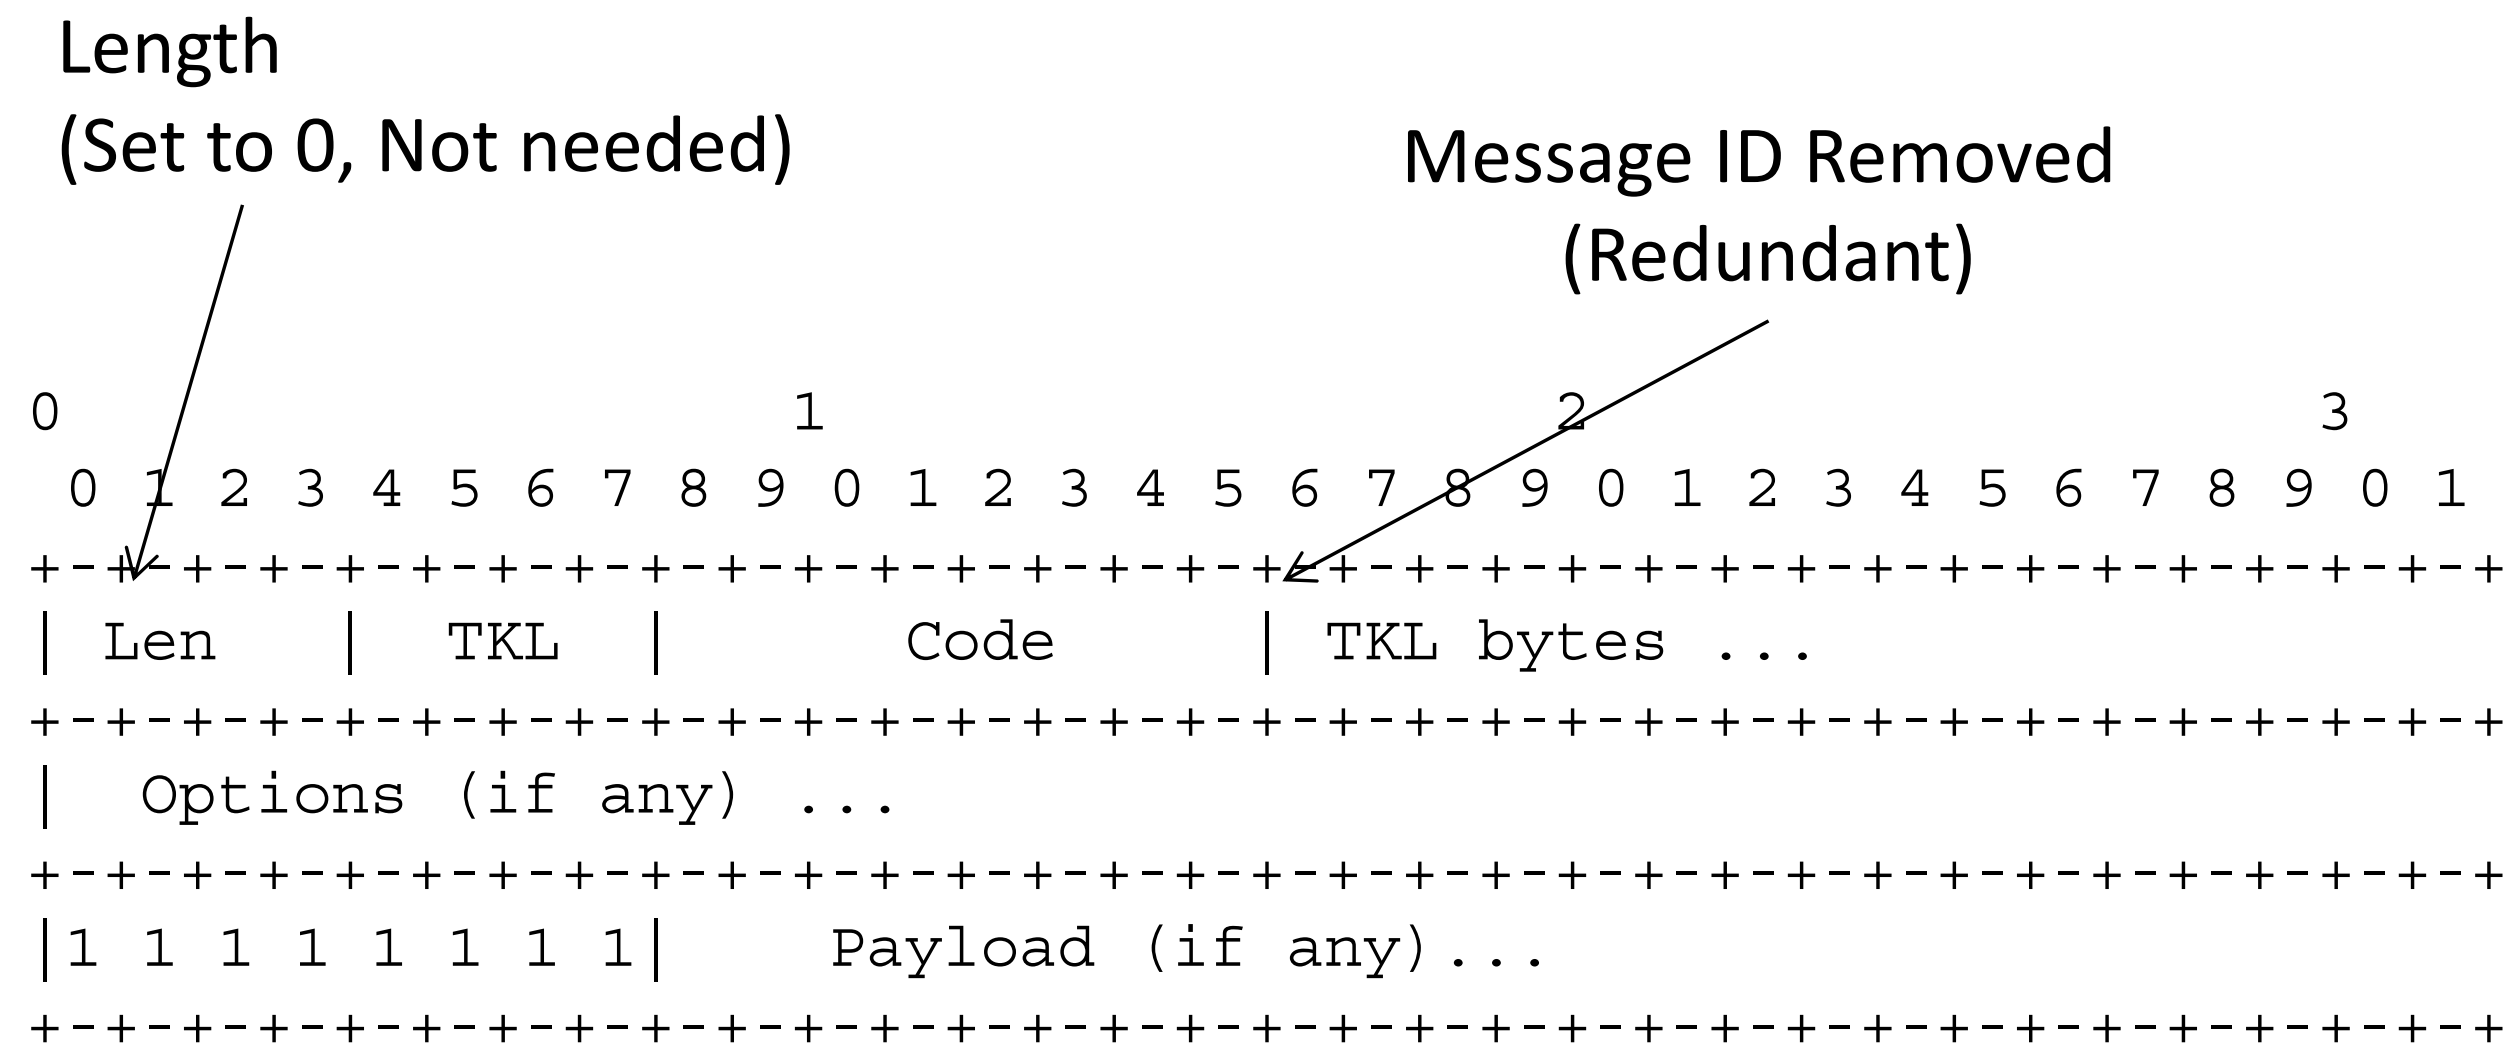 Length
(Set to 0, Not needed)
Message ID Removed
(Redundant)
0 1 2 3
0 1 2 3 4 5 6 7 8 9 0 1 2 3 4 5 6 7 8 9 0 1 2 3 4 5 6 7 8 9 0 1
+-+-+-+-+-+-+-+-+-+-+-+-+-+-+-+-+-+-+-+-+-+-+-+-+-+-+-+-+-+-+-+-+
| Len | TKL | Code | TKL bytes ...
+-+-+-+-+-+-+-+-+-+-+-+-+-+-+-+-+-+-+-+-+-+-+-+-+-+-+-+-+-+-+-+-+
| Options (if any) ...
+-+-+-+-+-+-+-+-+-+-+-+-+-+-+-+-+-+-+-+-+-+-+-+-+-+-+-+-+-+-+-+-+
|1 1 1 1 1 1 1 1| Payload (if any)...
+-+-+-+-+-+-+-+-+-+-+-+-+-+-+-+-+-+-+-+-+-+-+-+-+-+-+-+-+-+-+-+-+